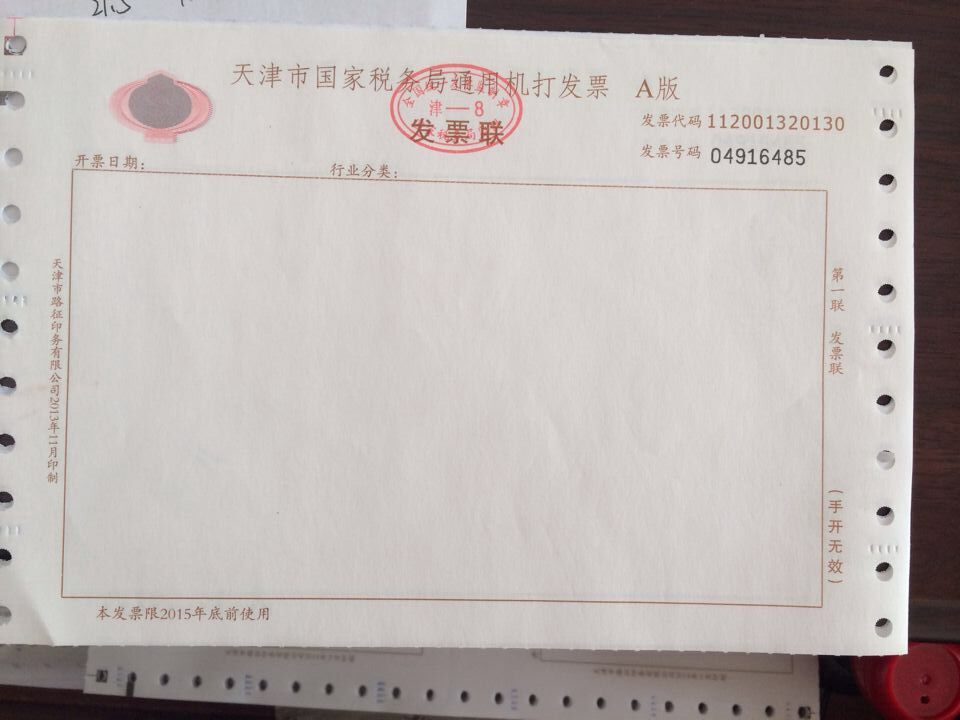 21.5
天津市国家税务局通用机打发票 A版
津—8
发票联
发票代码 112001320130
发票号码 04916485
开票日期：
行业分类：
天津市路征印务有限公司2013年11月印制
第一联 发票联
（手开无效）
本发票限2015年底前使用